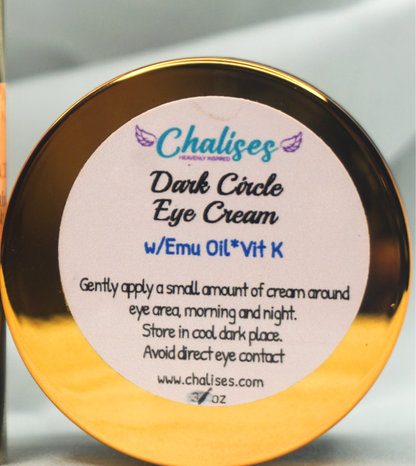 Chalises
HEAVENLY INSPIRED
Dark Circle
Eye Cream
w/Emu Oil*Vit K
Gently apply a small amount of cream around
eye area, morning and night.
Store in cool dark place.
Avoid direct eye contact
www.chalises.com
oz